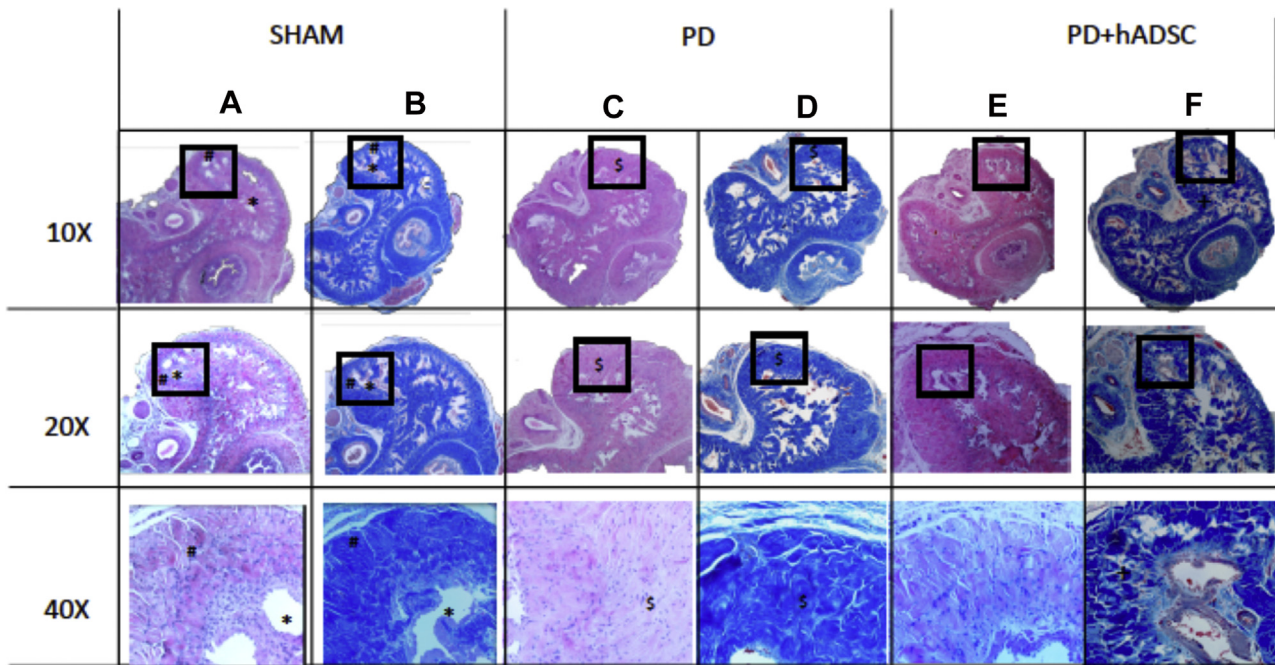 SHAM PD PD+hADSC
A B C D E F
10X # * # * $ $ +
20X # * # * $ $
40X # * # * $ $ +